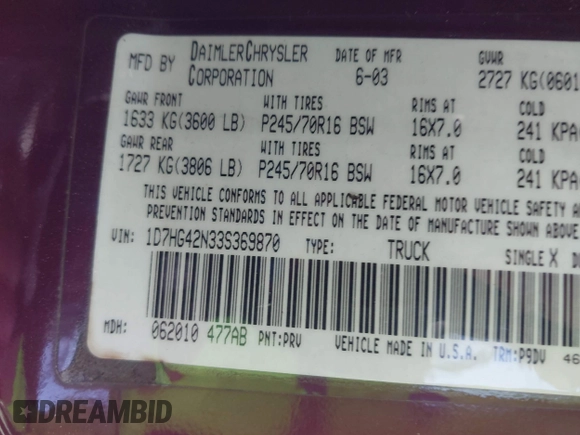 MFD BY DAIMLERCHRYSLER CORPORATION DATE OF MFR 6-03 GVWR 2727 KG(0601
GAWR FRONT WITH TIRES RIMS AT COLD
1633 KG(3600 LB) P245/70R16 BSW 16X7.0 241 KPA
GAWR REAR WITH TIRES RIMS AT COLD
1727 KG(3806 LB) P245/70R16 BSW 16X7.0 241 KPA
THIS VEHICLE CONFORMS TO ALL APPLICABLE FEDERAL MOTOR VEHICLE SAFETY
PREVENTION STANDARDS IN EFFECT ON THE DATE OF MANUFACTURE SHOWN ABOVE
VIN: 1D7HG42N33S369870 TYPE: TRUCK SINGLE X
MDH: 062010 477AB PNT:PRV VEHICLE MADE IN U.S.A. TRM:P9DV 46
DREAMBID